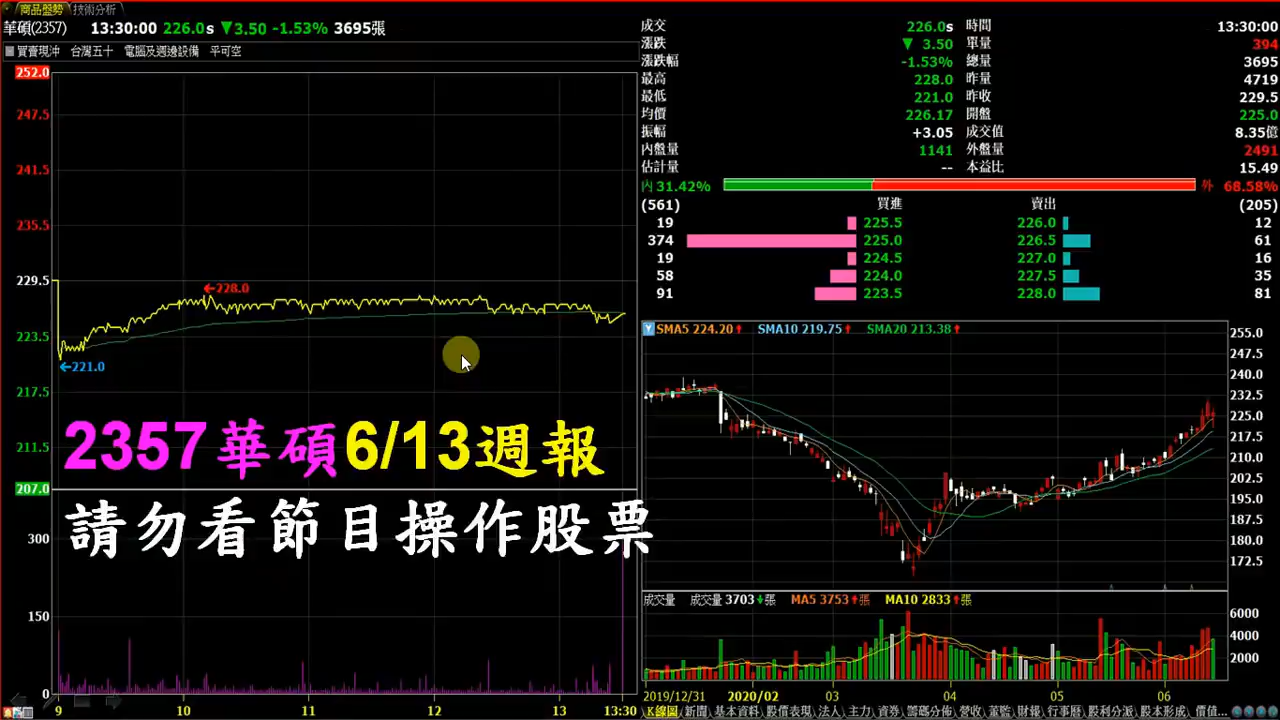 商品盤勢 技術分析
華碩(2357) 13:30:00 226.0s ▼3.50 -1.53% 3695張
買賣現沖 台灣五十 電腦及週邊設備 平可空
252.0
247.5
241.5
235.5
229.5
223.5
217.5
211.5
207.0
300
150
0
←228.0
←221.0
2357華碩6/13週報
請勿看節目操作股票
9 10 11 12 13 13:30
成交 226.0s 時間 13:30:00
漲跌 ▼ 3.50 單量 394
漲跌幅 -1.53% 總量 3695
最高 228.0 昨量 4719
最低 221.0 昨收 229.5
均價 226.17 開盤 225.0
振幅 +3.05 成交值 8.35億
內盤量 1141 外盤量 2491
估計量 -- 本益比 15.49
內 31.42% 外 68.58%
(561) 買進 賣出 (205)
19 225.5 226.0 12
374 225.0 226.5 61
19 224.5 227.0 16
58 224.0 227.5 35
91 223.5 228.0 81
Y SMA5 224.20↑ SMA10 219.75↑ SMA20 213.38↑
255.0
247.5
240.0
232.5
225.0
217.5
210.0
202.5
195.0
187.5
180.0
172.5
成交量 成交量 3703↓張 MA5 3753↑張 MA10 2833↑張
6000
4000
2000
2019/12/31 2020/02 03 04 05 06
K線圖 新聞 基本資料 股價表現 法人 主力 資券 籌碼分佈 營收 董監 財報 行事曆 股利分派 股本形成 價值...